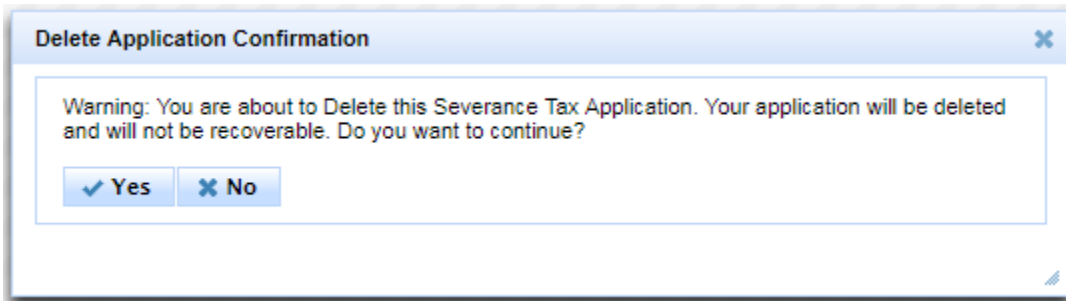 Delete Application Confirmation
Warning: You are about to Delete this Severance Tax Application. Your application will be deleted
and will not be recoverable. Do you want to continue?
Yes No